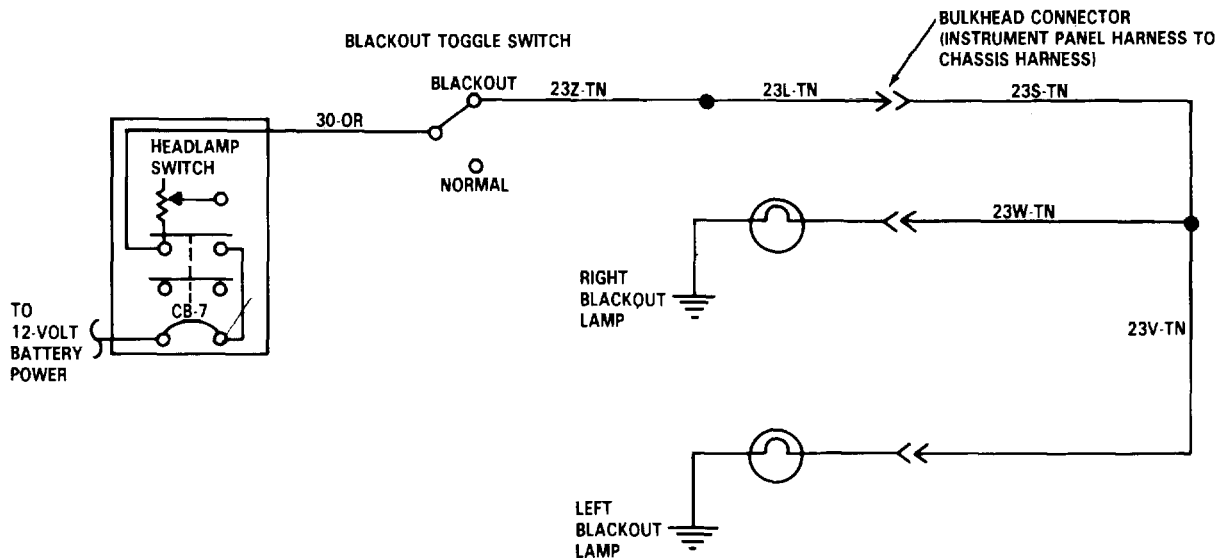 BULKHEAD CONNECTOR
(INSTRUMENT PANEL HARNESS TO
CHASSIS HARNESS)
BLACKOUT TOGGLE SWITCH
BLACKOUT
23Z-TN
23L-TN
23S-TN
30-OR
HEADLAMP
SWITCH
NORMAL
23W-TN
RIGHT
BLACKOUT
LAMP
CB-7
TO
12-VOLT
BATTERY
POWER
23V-TN
LEFT
BLACKOUT
LAMP